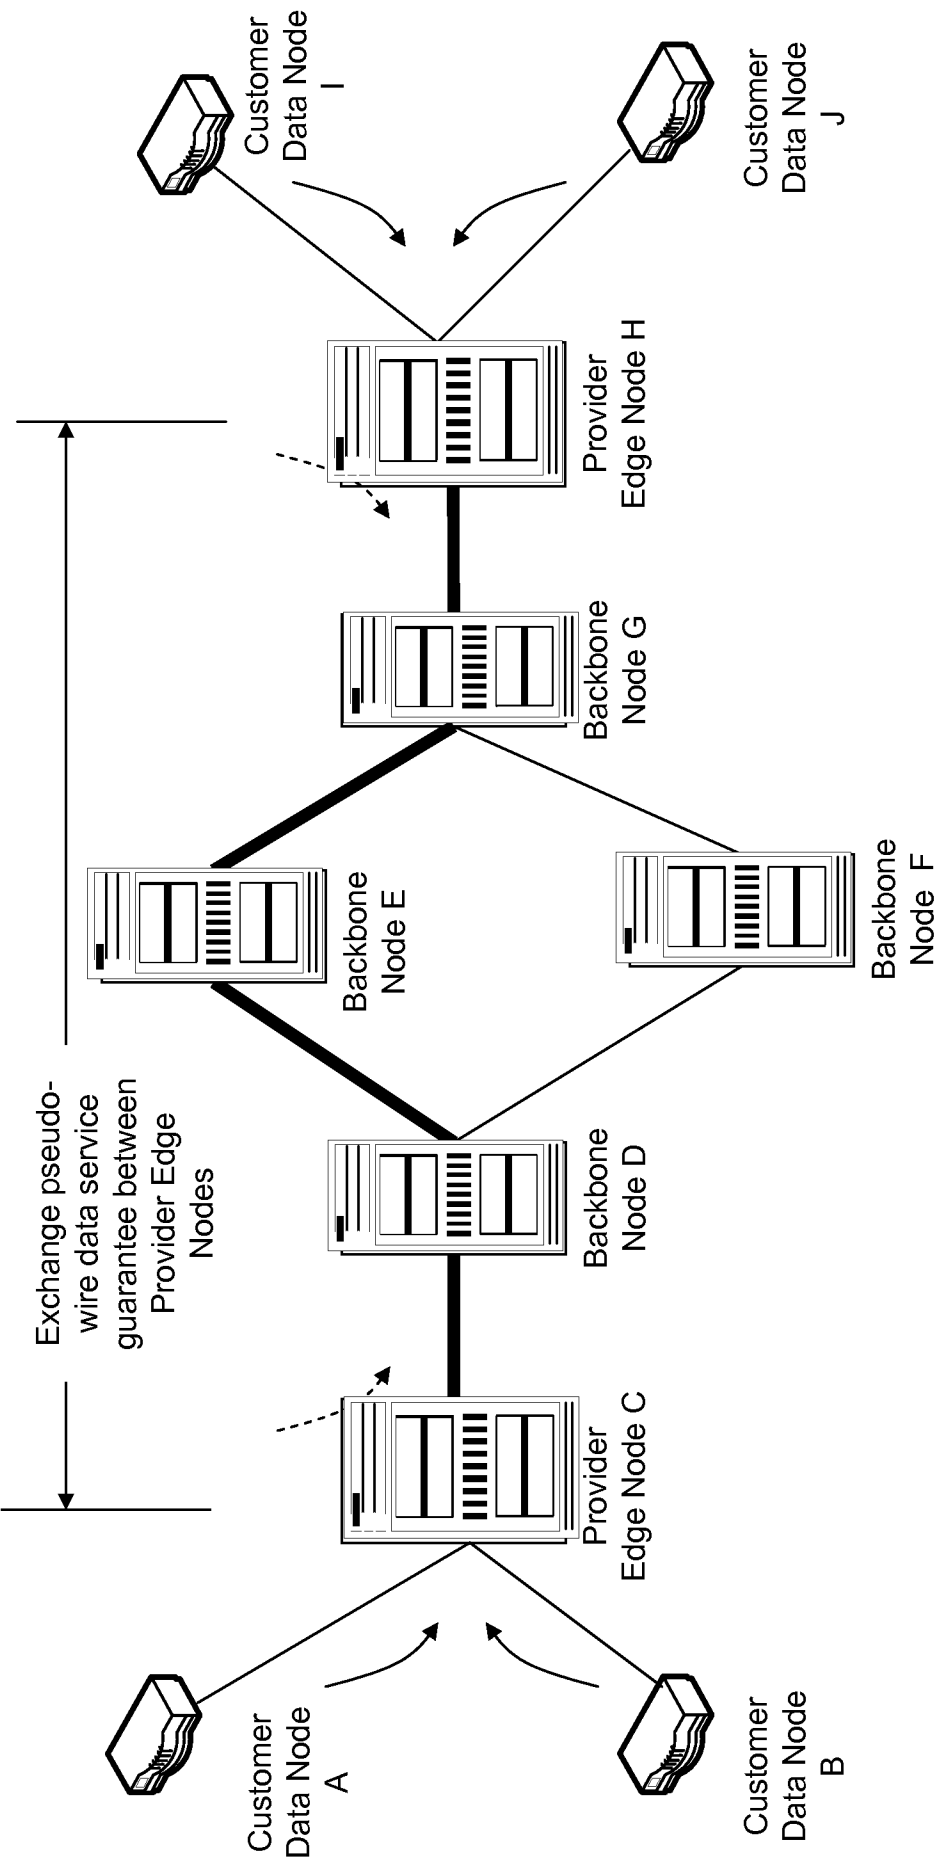 Exchange pseudo-
wire data service
guarantee between
Provider Edge
Nodes
Customer
Data Node
A
Customer
Data Node
B
Provider
Edge Node C
Backbone
Node D
Backbone
Node E
Backbone
Node F
Backbone
Node G
Provider
Edge Node H
Customer
Data Node
I
Customer
Data Node
J